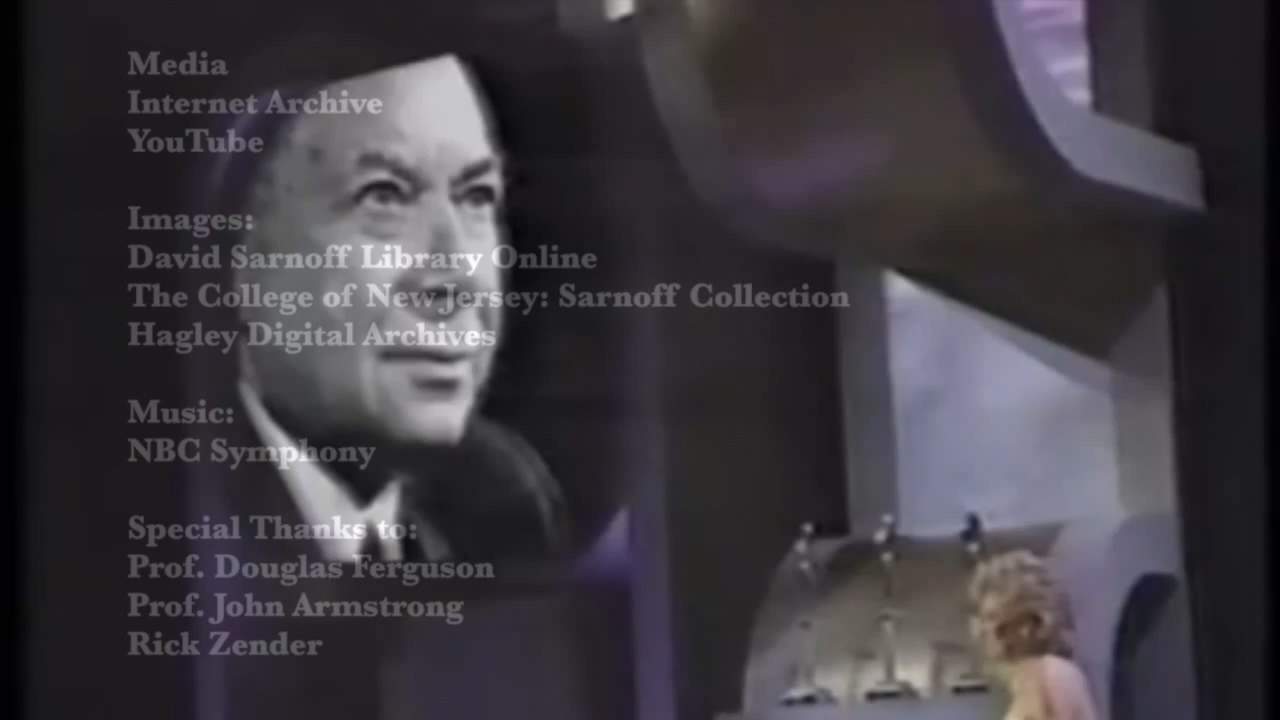 Media
Internet Archive
YouTube
Images:
David Sarnoff Library Online
The College of New Jersey: Sarnoff Collection
Hagley Digital Archives
Music:
NBC Symphony
Special Thanks to:
Prof. Douglas Ferguson
Prof. John Armstrong
Rick Zender